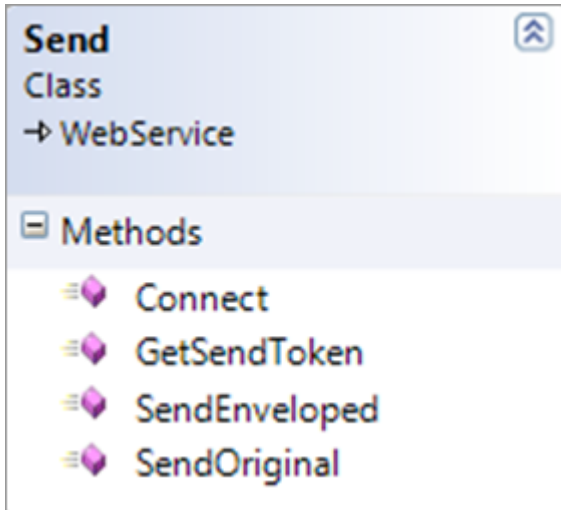 Send
Class
WebService
Methods
Connect
GetSendToken
SendEnveloped
SendOriginal